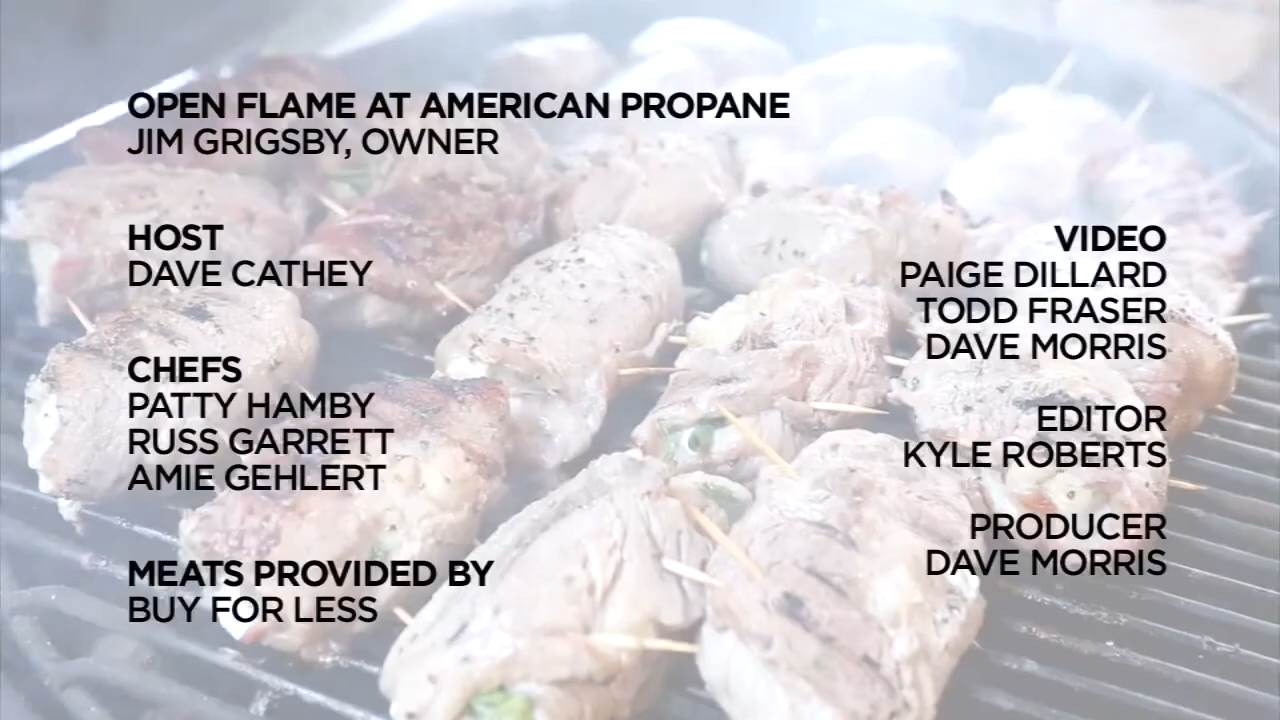 OPEN FLAME AT AMERICAN PROPANE
JIM GRIGSBY, OWNER
HOST
DAVE CATHEY
CHEFS
PATTY HAMBY
RUSS GARRETT
AMIE GEHLERT
MEATS PROVIDED BY
BUY FOR LESS
VIDEO
PAIGE DILLARD
TODD FRASER
DAVE MORRIS
EDITOR
KYLE ROBERTS
PRODUCER
DAVE MORRIS